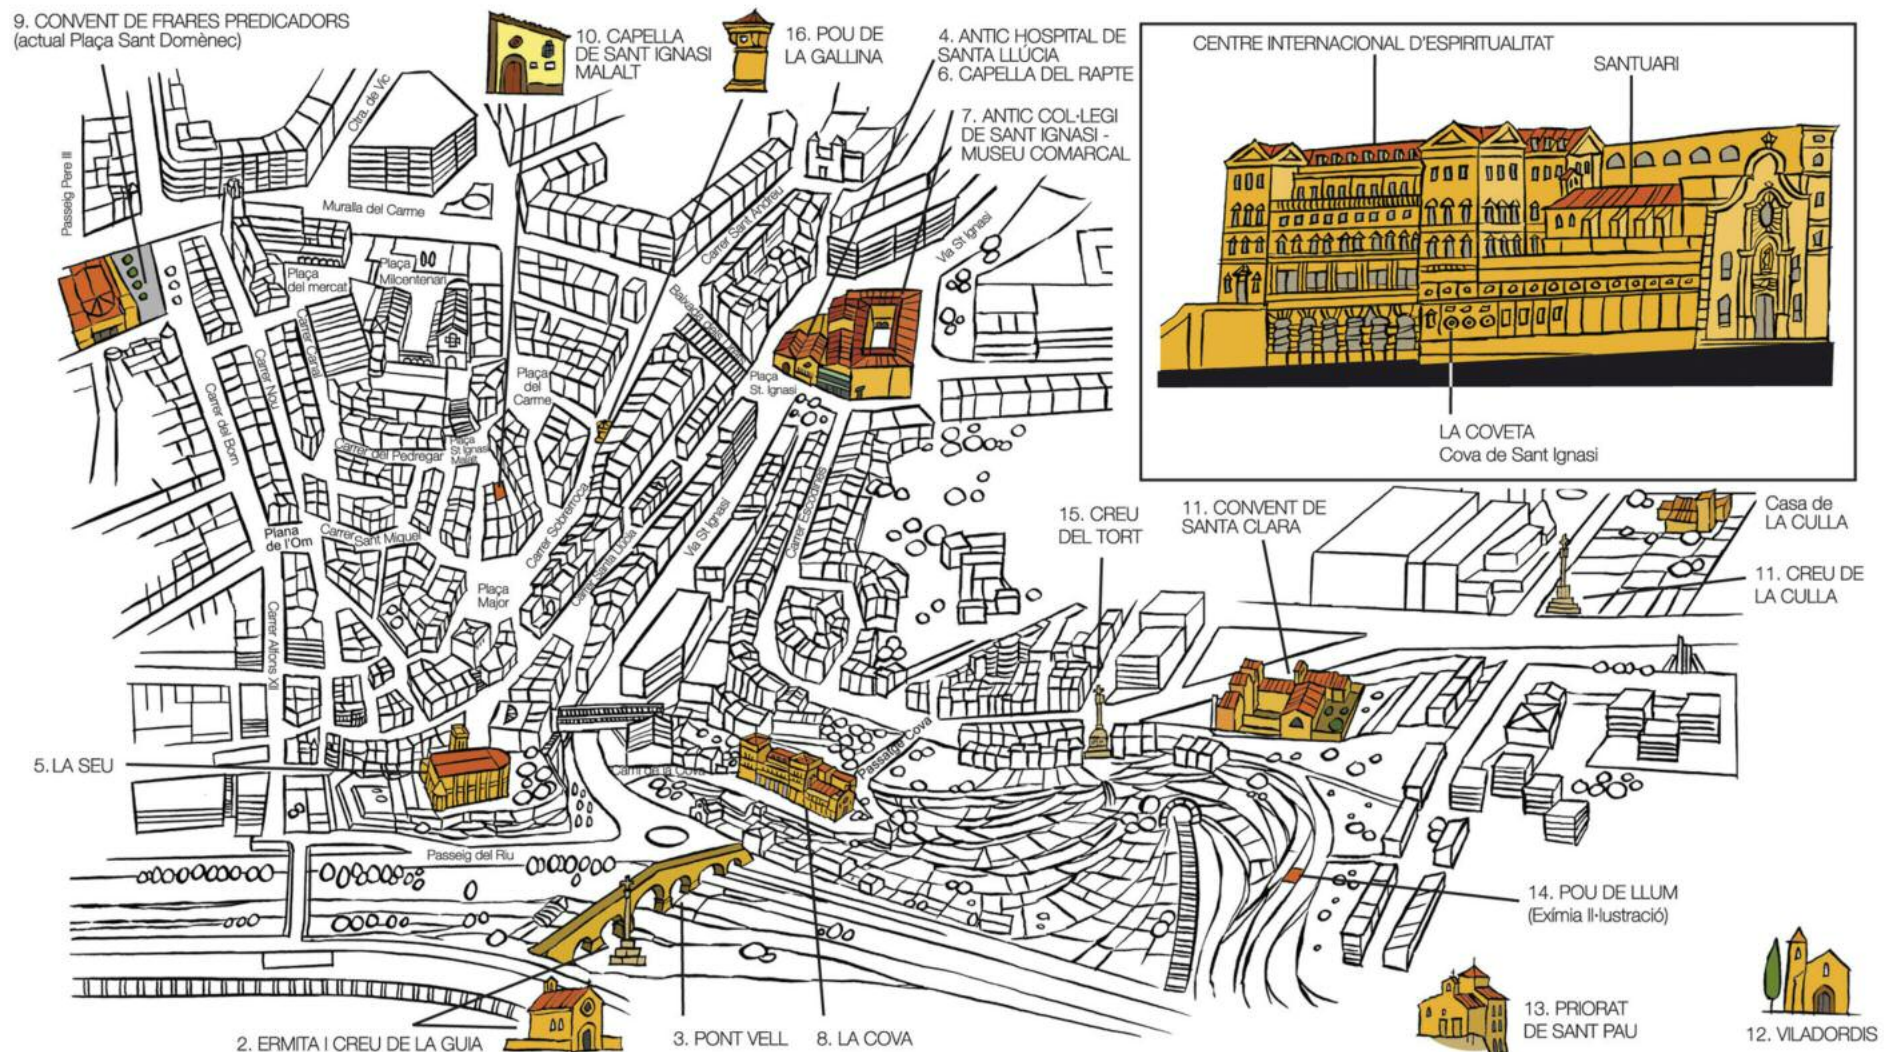 9. CONVENT DE FRARES PREDICADORS
(actual Plaça Sant Domènec)
10. CAPELLA
DE SANT IGNASI
MALALT
16. POU DE
LA GALLINA
4. ANTIC HOSPITAL DE
SANTA LLÚCIA
6. CAPELLA DEL RAPTE
7. ANTIC COL·LEGI
DE SANT IGNASI -
MUSEU COMARCAL
CENTRE INTERNACIONAL D'ESPIRITUALITAT
SANTUARI
LA COVETA
Cova de Sant Ignasi
Passeig Pere III
Ctra. de Vic
Muralla del Carme
Carrer Sant Andreu
Via St Ignasi
Plaça
del mercat
Plaça
Milcentenari
Carrer Canal
Carrer Nou
Carrer del Born
Plaça
del
Carme
Plaça
St. Ignasi
Carrer del Pedregar
Plaça
St Ignasi
Malalt
Plana
de l'Om
Carrer Sant Miquel
Carrer Sobrerroca
Carrer Santa Llúcia
Via St Ignasi
Carrer Escodines
Plaça
Major
Carrer Alfons XII
15. CREU
DEL TORT
11. CONVENT DE
SANTA CLARA
Casa de
LA CULLA
11. CREU DE
LA CULLA
5. LA SEU
Camí de la Cova
Passatge Cova
Passeig del Riu
14. POU DE LLUM
(Exímia Il·lustració)
2. ERMITA I CREU DE LA GUIA
3. PONT VELL
8. LA COVA
13. PRIORAT
DE SANT PAU
12. VILADORDIS